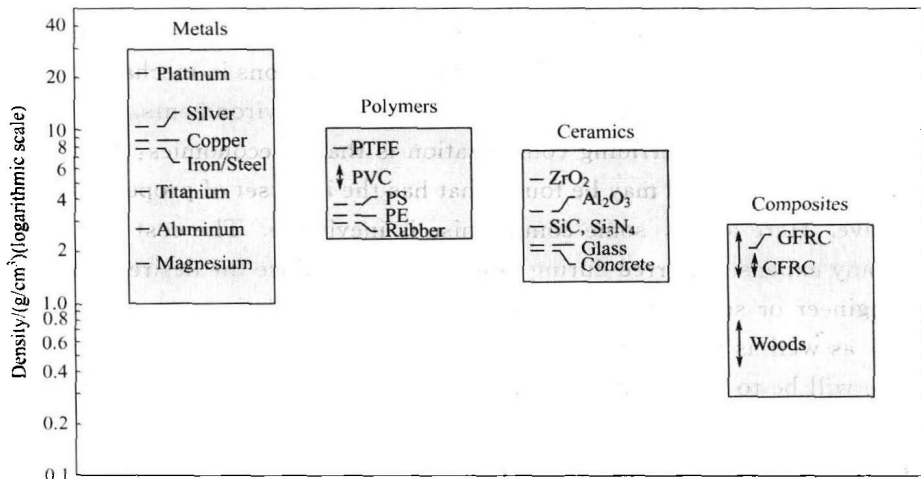 Density/(g/cm³)(logarithmic scale)
40
20
10
8
6
4
2
1.0
0.8
0.6
0.4
0.2
0.1
Metals
Platinum
Silver
Copper
Iron/Steel
Titanium
Aluminum
Magnesium
Polymers
PTFE
PVC
PS
PE
Rubber
Ceramics
ZrO₂
Al₂O₃
SiC, Si₃N₄
Glass
Concrete
Composites
GFRC
CFRC
Woods